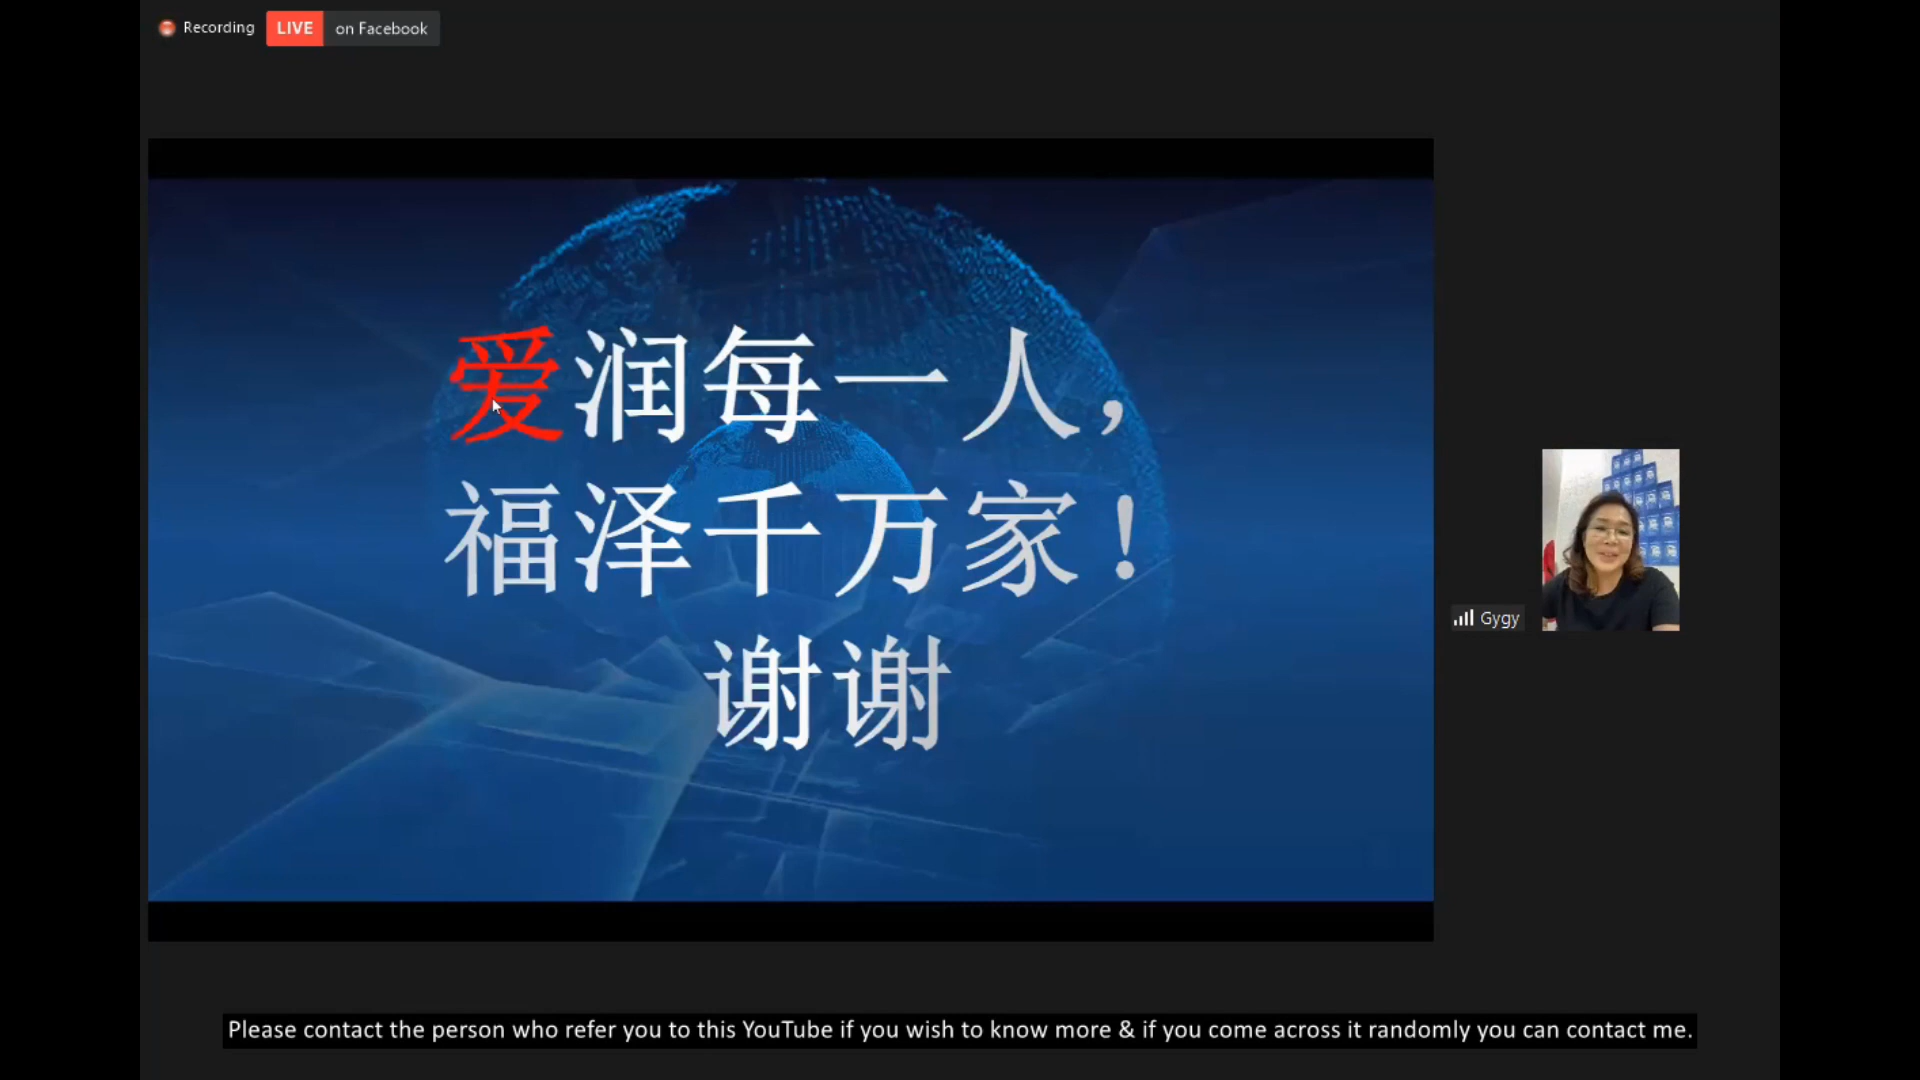 Recording LIVE on Facebook
爱润每一人，
福泽千万家！
谢谢
Gygy
Please contact the person who refer you to this YouTube if you wish to know more & if you come across it randomly you can contact me.